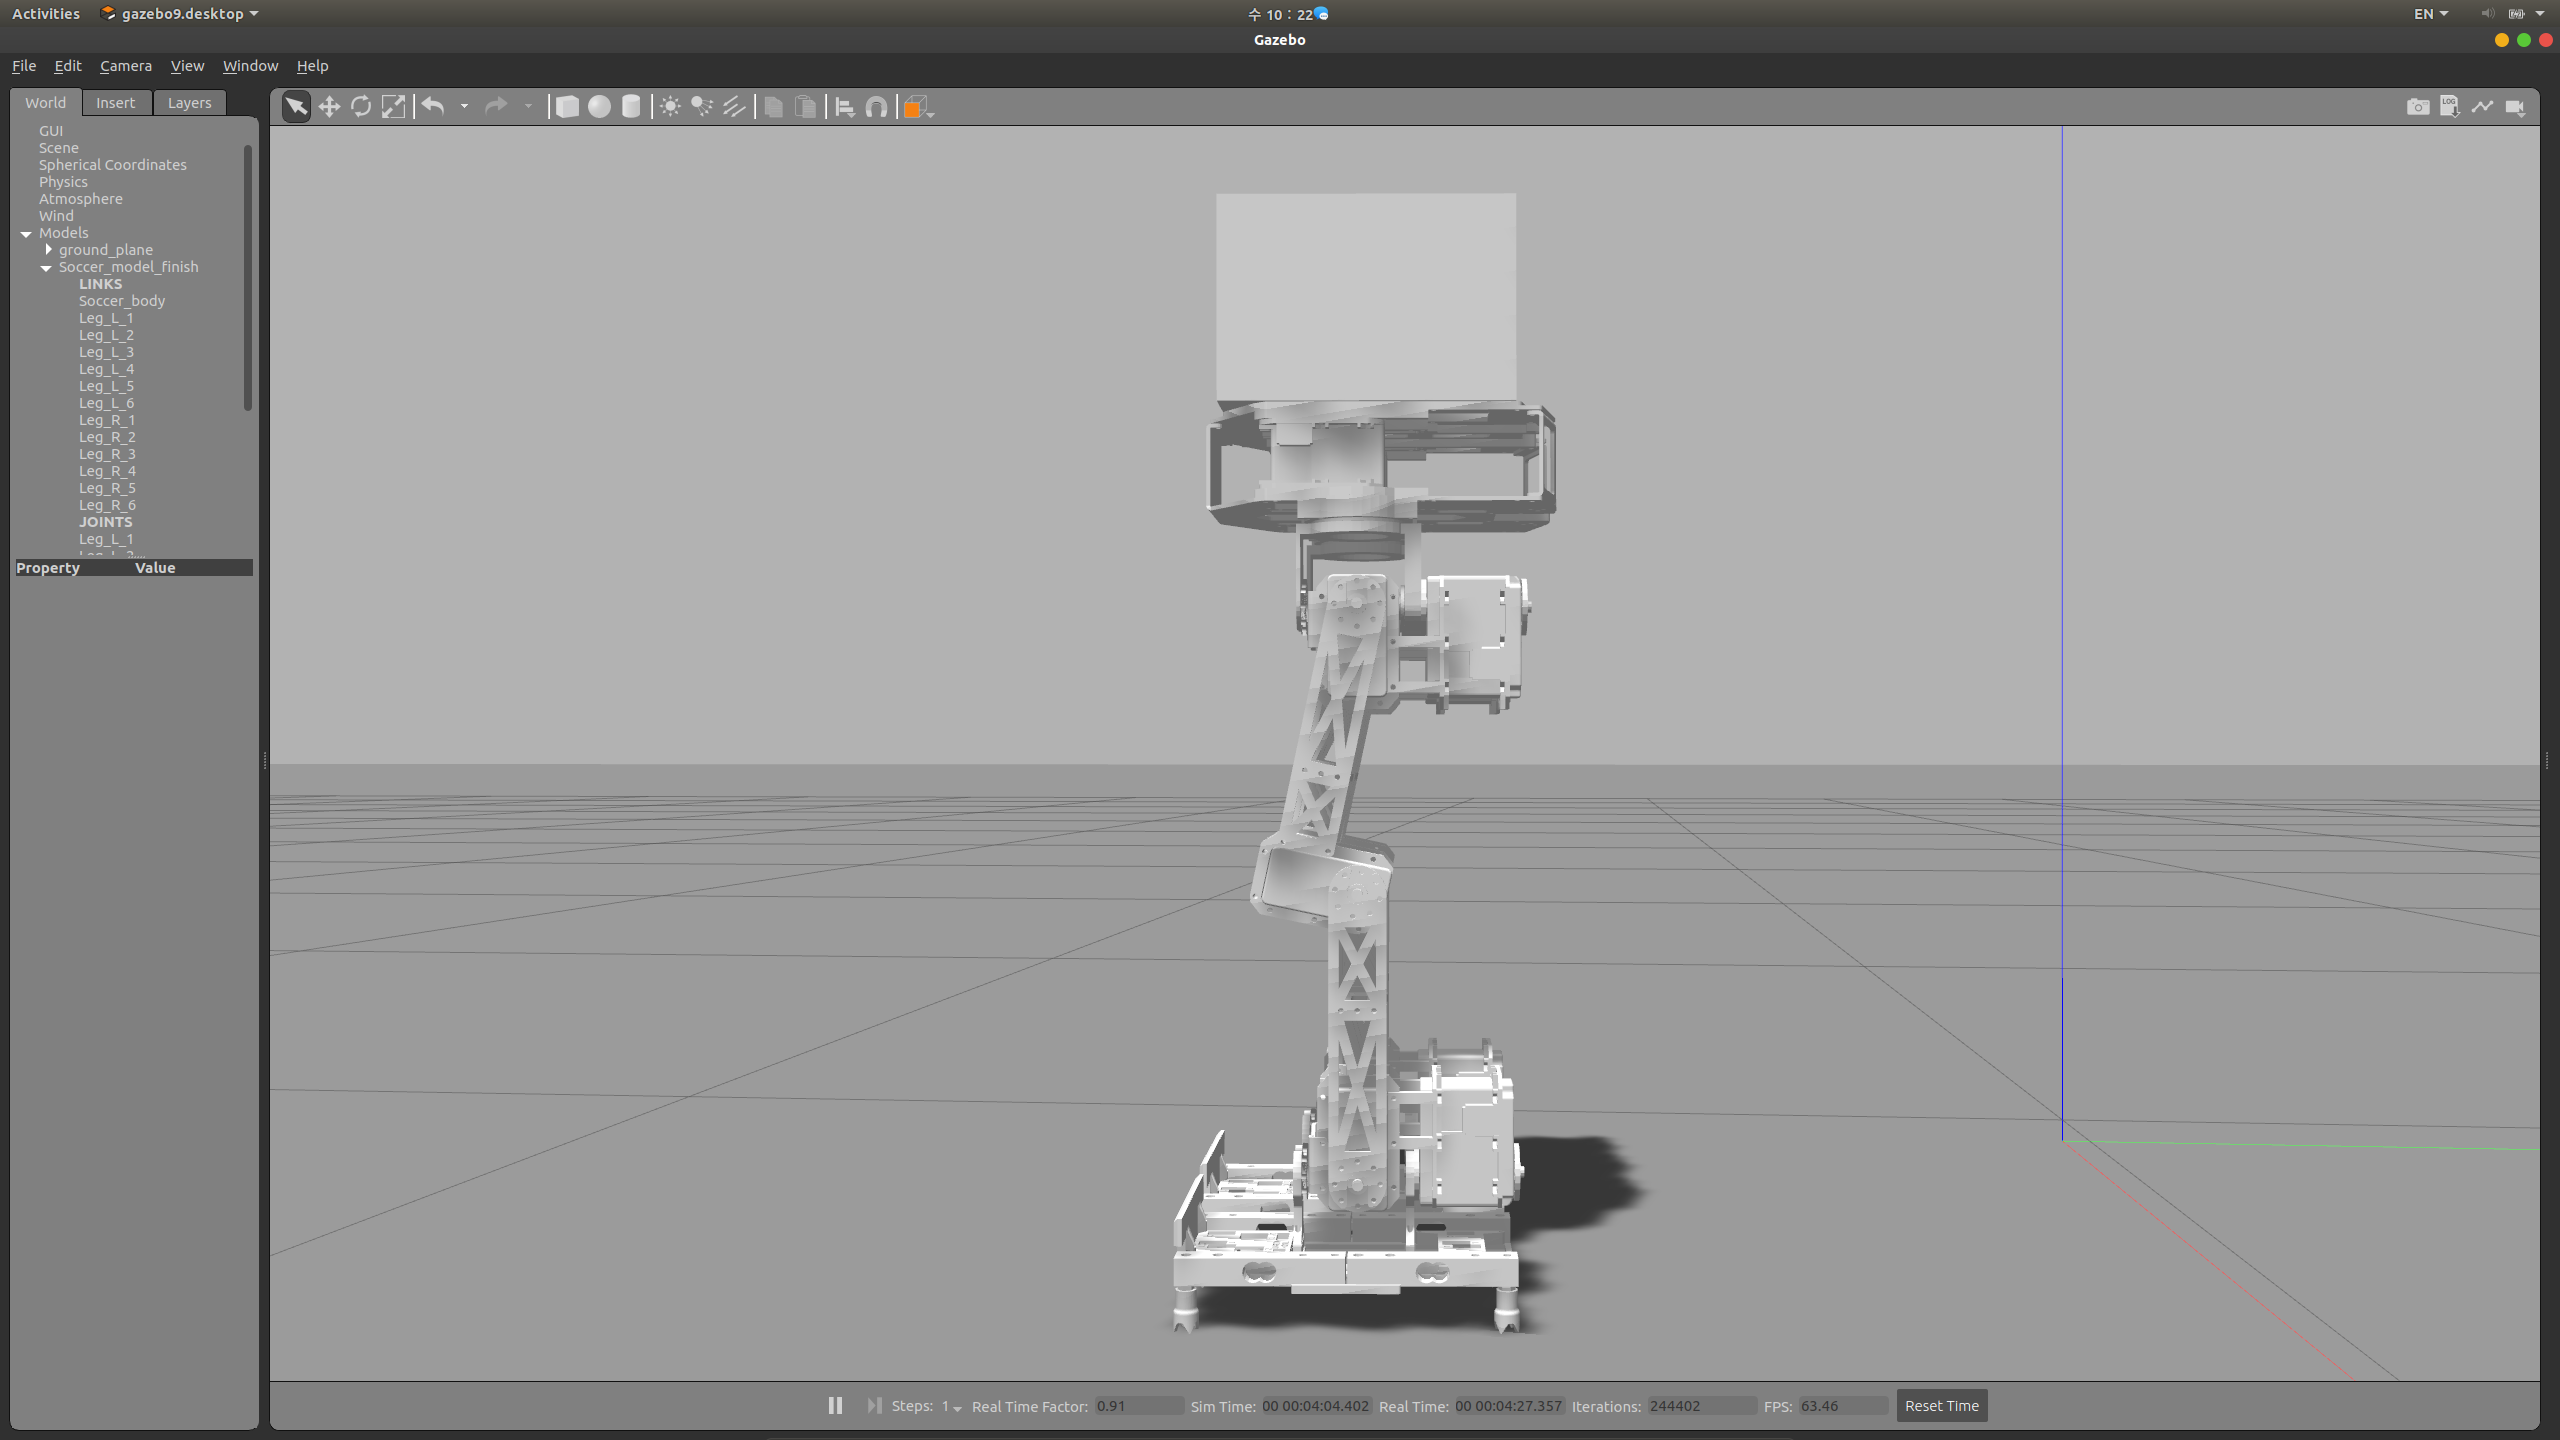 Activities gazebo9.desktop 수 10 : 22 EN
Gazebo
File Edit Camera View Window Help
World Insert Layers
GUI
Scene
Spherical Coordinates
Physics
Atmosphere
Wind
Models
ground_plane
Soccer_model_finish
LINKS
Soccer_body
Leg_L_1
Leg_L_2
Leg_L_3
Leg_L_4
Leg_L_5
Leg_L_6
Leg_R_1
Leg_R_2
Leg_R_3
Leg_R_4
Leg_R_5
Leg_R_6
JOINTS
Leg_L_1
Property Value
LOG
Steps: 1 Real Time Factor: 0.91 Sim Time: 00 00:04:04.402 Real Time: 00 00:04:27.357 Iterations: 244402 FPS: 63.46 Reset Time